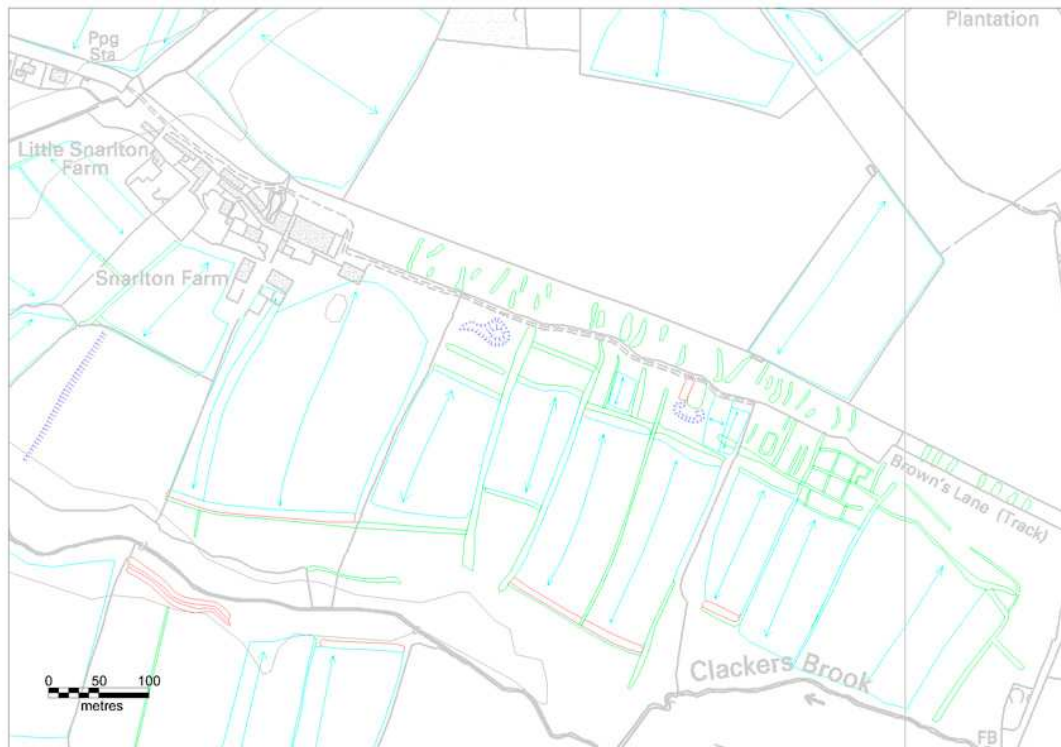 Ppg
Sta
Plantation
Little Snarlton
Farm
Snarlton Farm
Brown's Lane (Track)
Clackers Brook
FB
0 50 100
metres